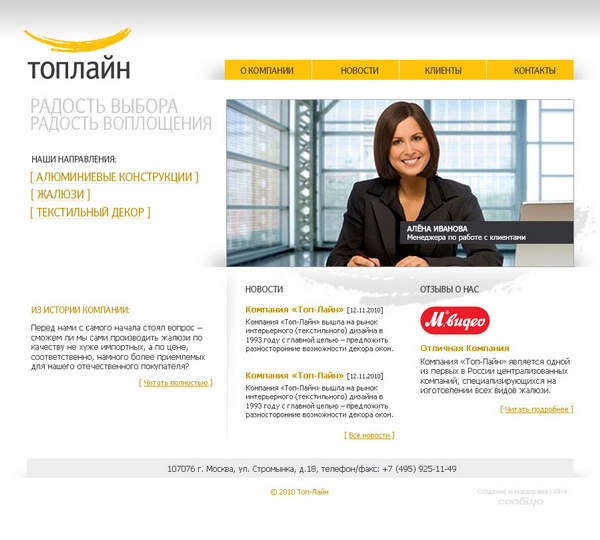 ТОПЛАЙН
О КОМПАНИИ
НОВОСТИ
КЛИЕНТЫ
КОНТАКТЫ
РАДОСТЬ ВЫБОРА
РАДОСТЬ ВОПЛОЩЕНИЯ
НАШИ НАПРАВЛЕНИЯ:
[ АЛЮМИНИЕВЫЕ КОНСТРУКЦИИ ]
[ ЖАЛЮЗИ ]
[ ТЕКСТИЛЬНЫЙ ДЕКОР ]
АЛЁНА ИВАНОВА
Менеджера по работе с клиентами
ИЗ ИСТОРИИ КОМПАНИИ:
Перед нами с самого начала стоял вопрос –
сможем ли мы сами производить жалюзи по
качеству не хуже импортных, а по цене,
соответственно, намного более приемлемых
для нашего отечественного покупателя?
[ Читать полностью ]
НОВОСТИ
Компания «Топ-Лайн» [12.11.2010]
Компания «Топ-Лайн» вышла на рынок
интерьерного (текстильного) дизайна в
1993 году с главной целью – предложить
разносторонние возможности декора окон.
Компания «Топ-Лайн» [12.11.2010]
Компания «Топ-Лайн» вышла на рынок
интерьерного (текстильного) дизайна в
1993 году с главной целью – предложить
разносторонние возможности декора окон.
[ Все новости ]
ОТЗЫВЫ О НАС
М.видео
Отличная Компания
Компания «Топ-Лайн» является одной
из первых в России централизованных
компаний, специализирующихся на
изготовлении всех видов жалюзи.
[ Читать подробнее ]
107076 г. Москва, ул. Стромынка, д.18, телефон/факс: +7 (495) 925-11-49
© 2010 Топ-Лайн
Создание и поддержка сайта
сообща